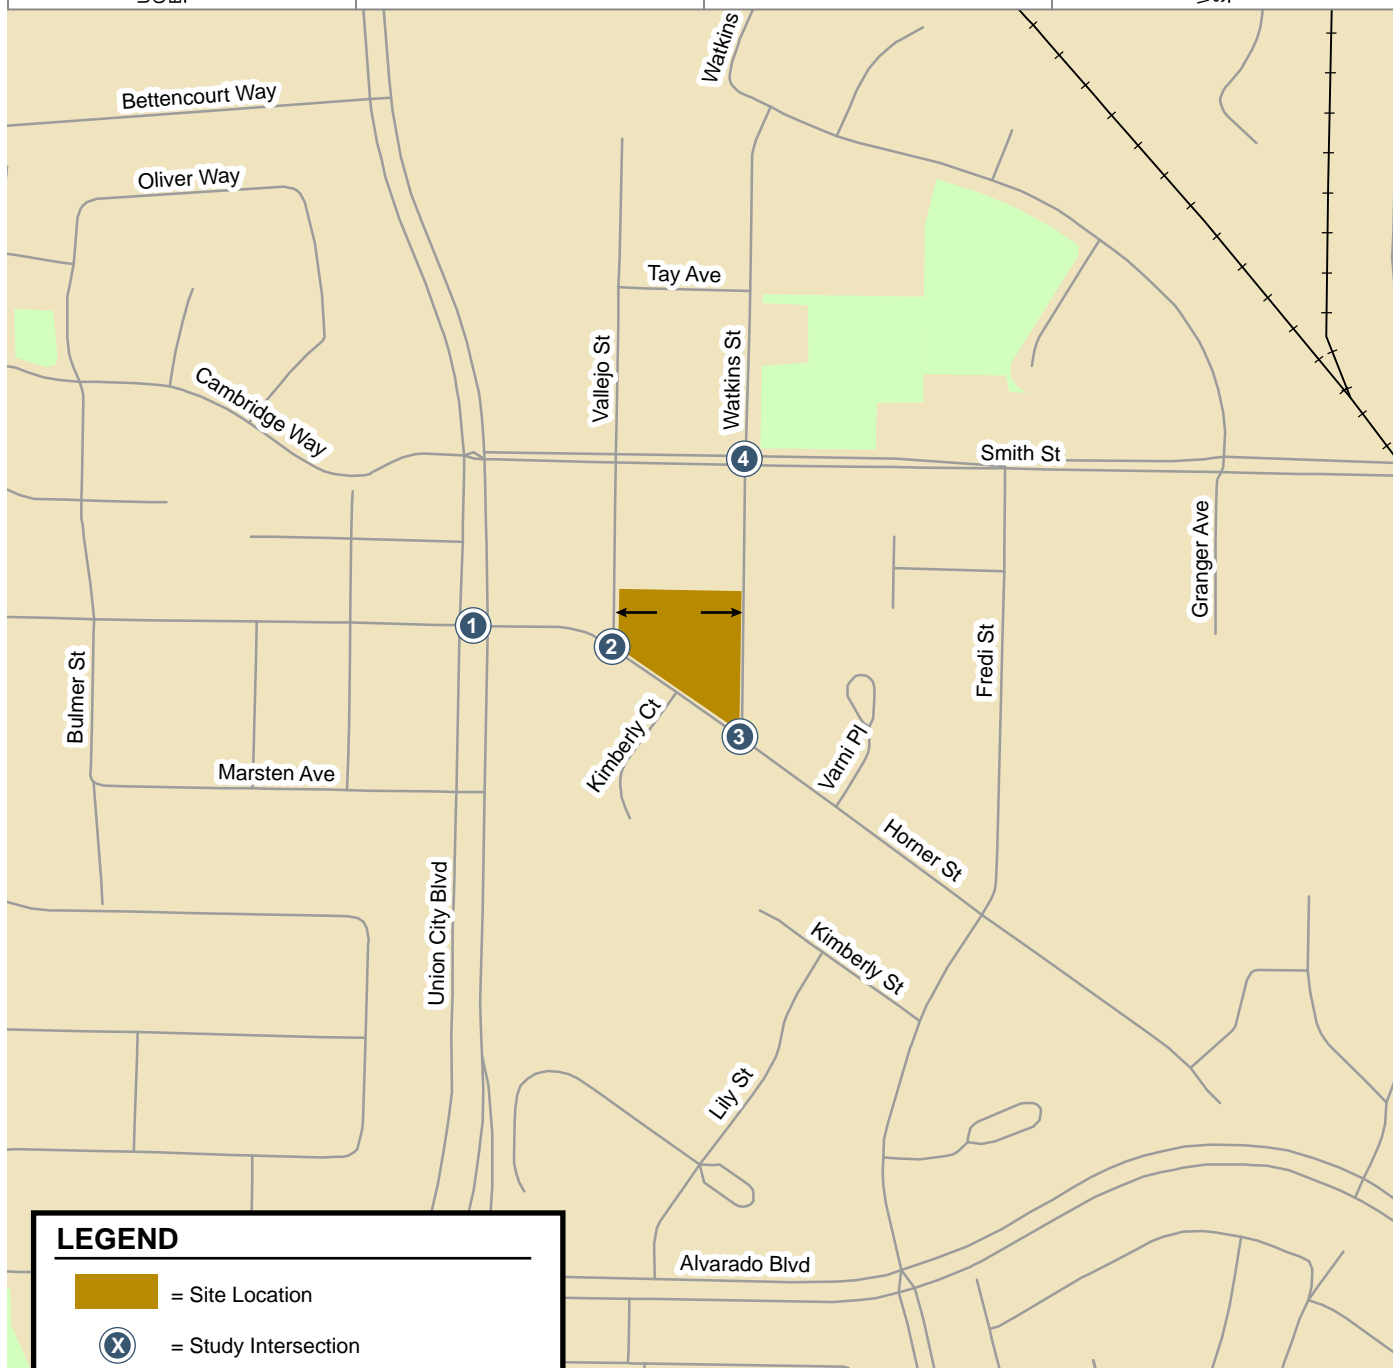 Watkins
Bettencourt Way
Oliver Way
Tay Ave
Vallejo St
Watkins St
Cambridge Way
4
Smith St
Granger Ave
1
2
Fredi St
Bulmer St
3
Kimberly Ct
Varni Pl
Marsten Ave
Horner St
Union City Blvd
Kimberly St
Lily St
Alvarado Blvd
LEGEND
= Site Location
X = Study Intersection